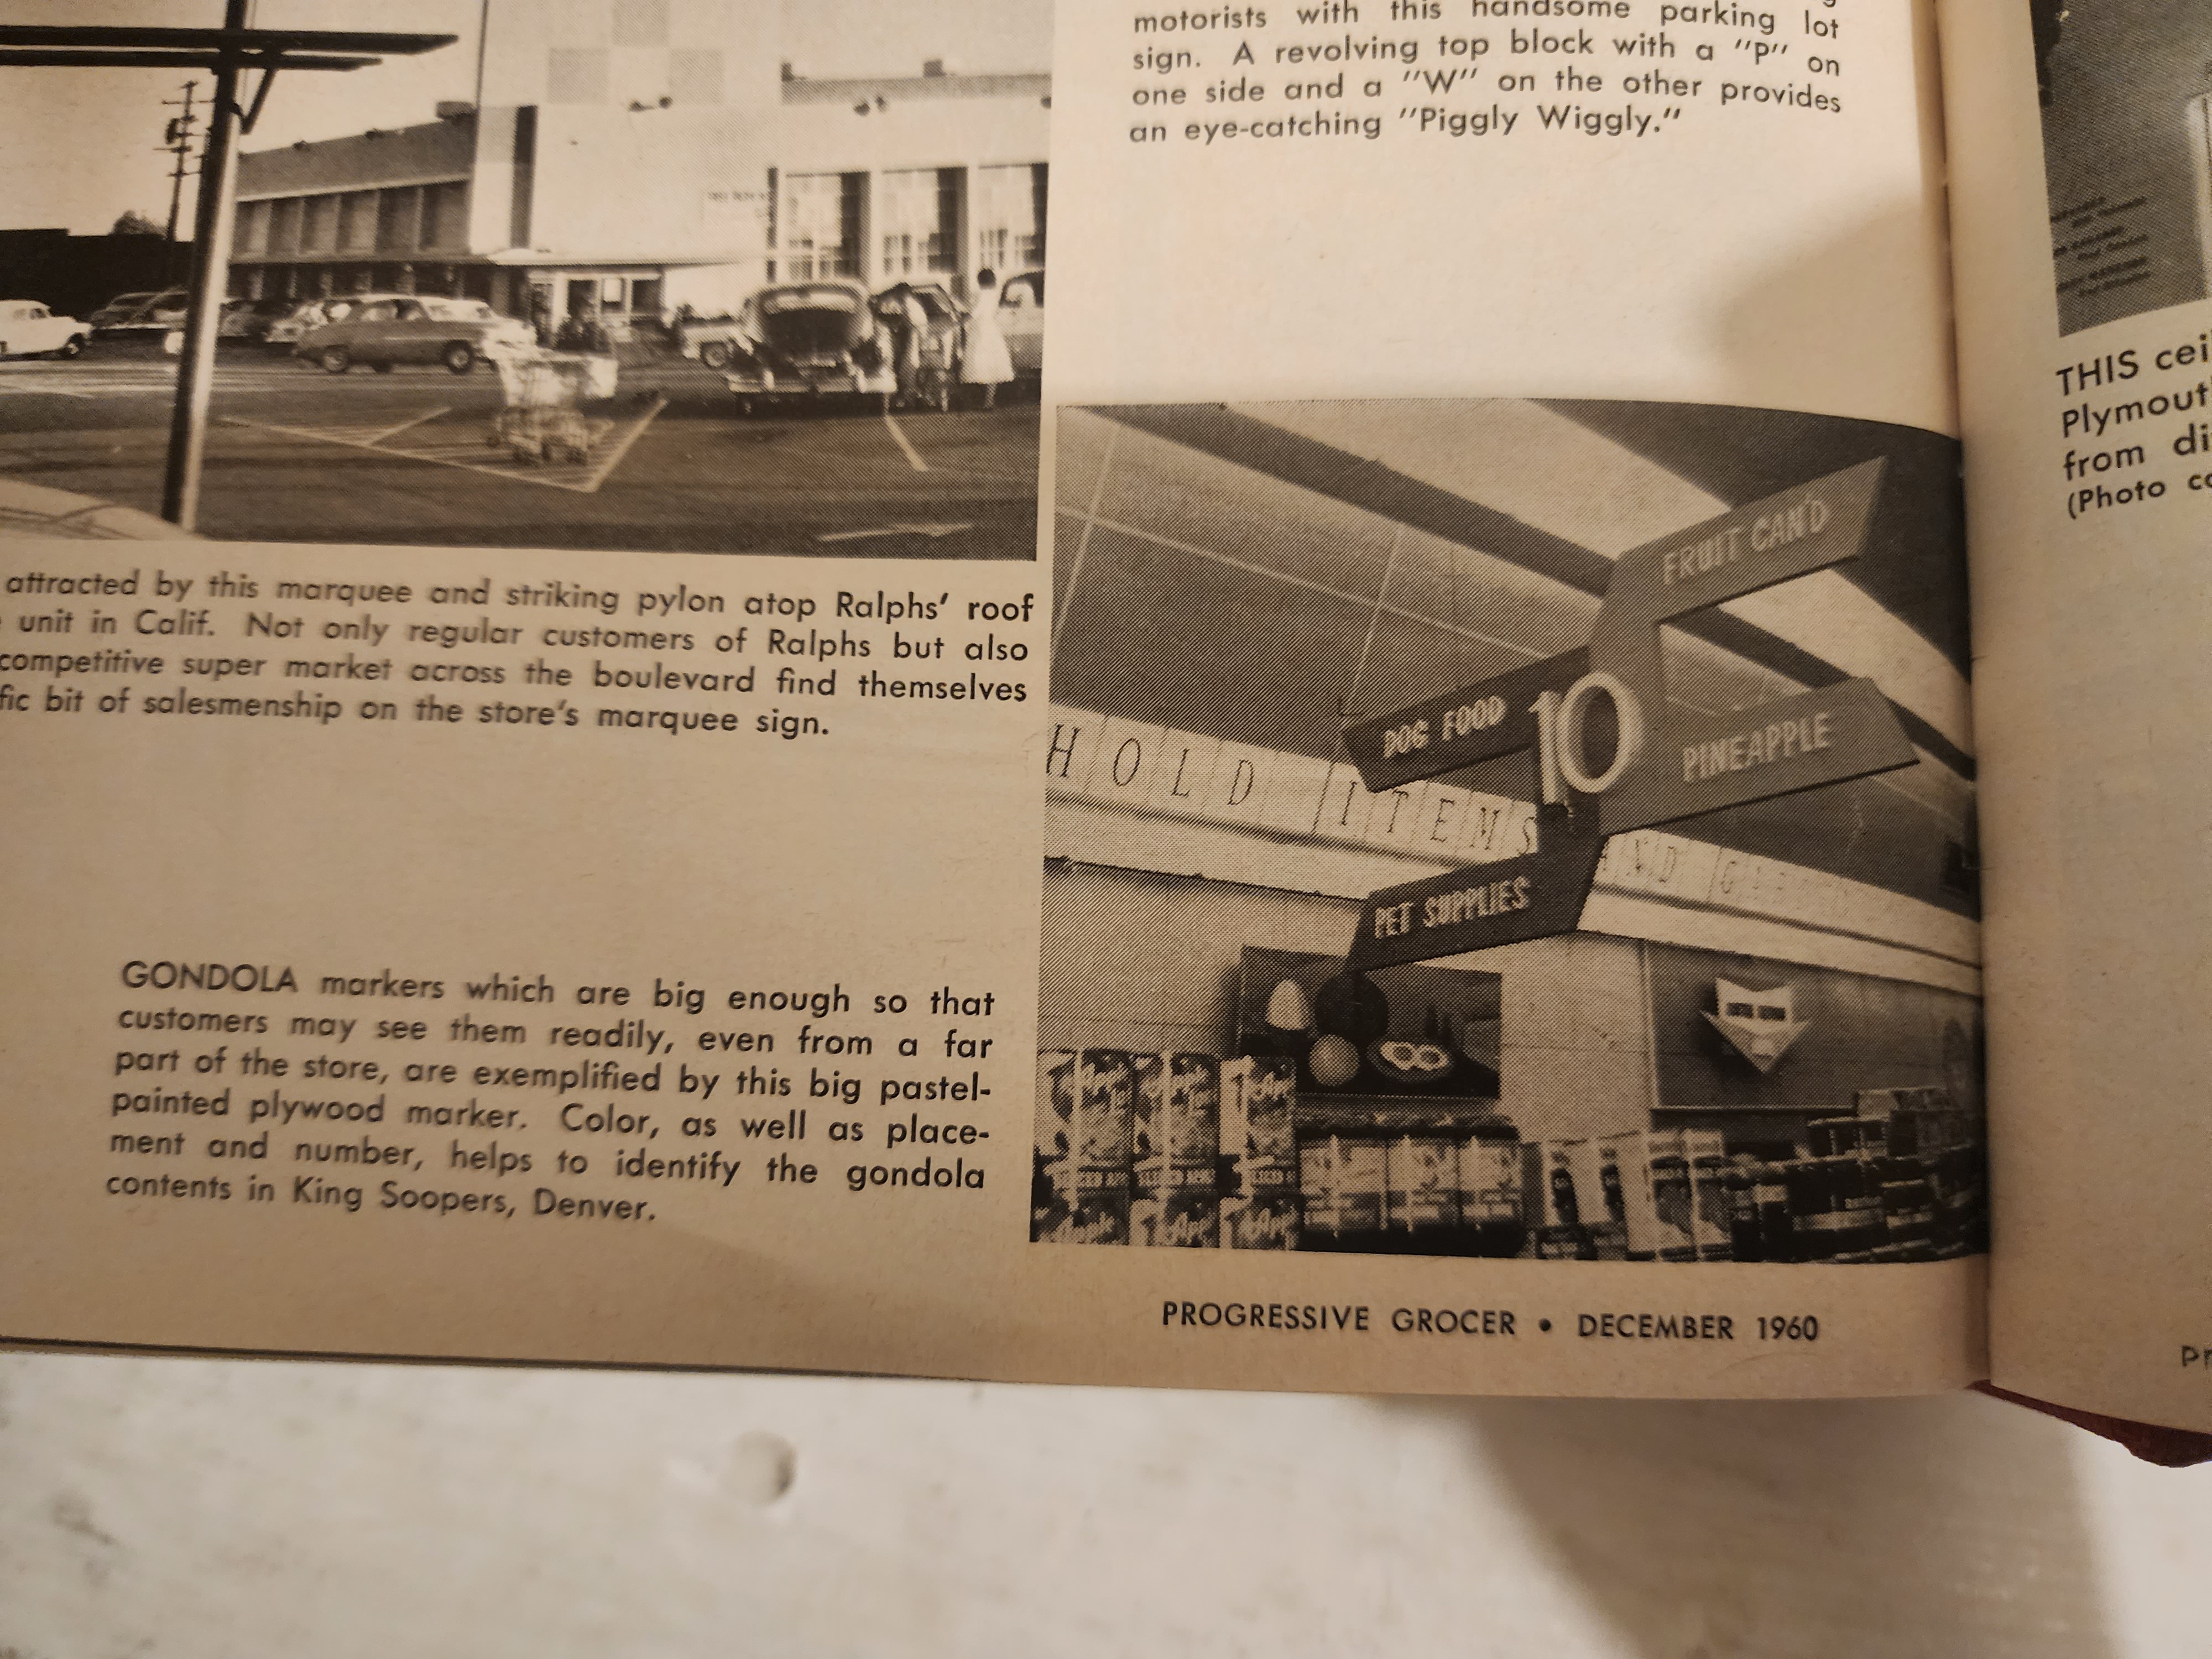 motorists with this handsome parking lot
sign. A revolving top block with a "P" on
one side and a "W" on the other provides
an eye-catching "Piggly Wiggly."
attracted by this marquee and striking pylon atop Ralphs' roof
unit in Calif. Not only regular customers of Ralphs but also
competitive super market across the boulevard find themselves
fic bit of salesmenship on the store's marquee sign.
FRUIT CAN'D
DOG FOOD
10
PINEAPPLE
PET SUPPLIES
HOLD ITEMS AND
GONDOLA markers which are big enough so that
customers may see them readily, even from a far
part of the store, are exemplified by this big pastel-
painted plywood marker. Color, as well as place-
ment and number, helps to identify the gondola
contents in King Soopers, Denver.
PROGRESSIVE GROCER • DECEMBER 1960
THIS cei
Plymout
from di
(Photo co
Pr